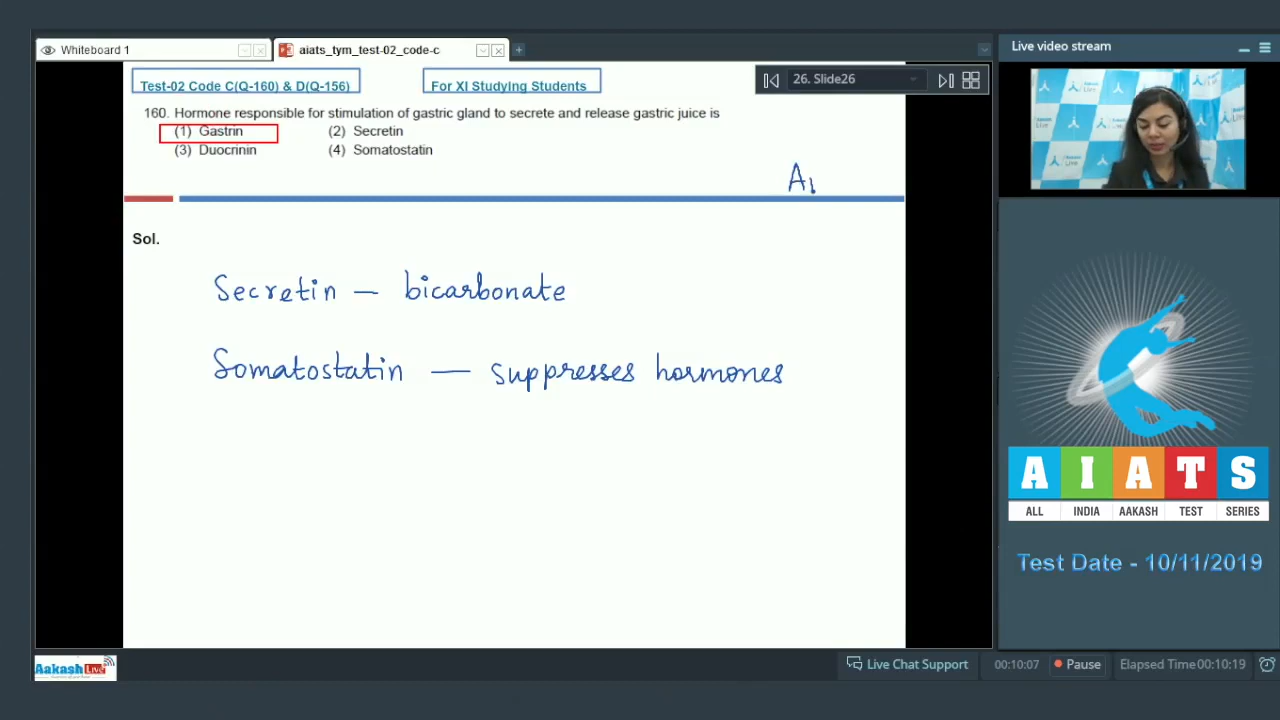 Whiteboard 1
aiats_tym_test-02_code-c
Live video stream
Test-02 Code C(Q-160) & D(Q-156)
For XI Studying Students
26. Slide26
160. Hormone responsible for stimulation of gastric gland to secrete and release gastric juice is
(1) Gastrin (2) Secretin
(3) Duocrinin (4) Somatostatin
A1
Sol.
Secretin — bicarbonate
Somatostatin — suppresses hormones
A I A T S
ALL INDIA AAKASH TEST SERIES
Test Date - 10/11/2019
Aakash Live
Live Chat Support
00:10:07
Pause
Elapsed Time 00:10:19